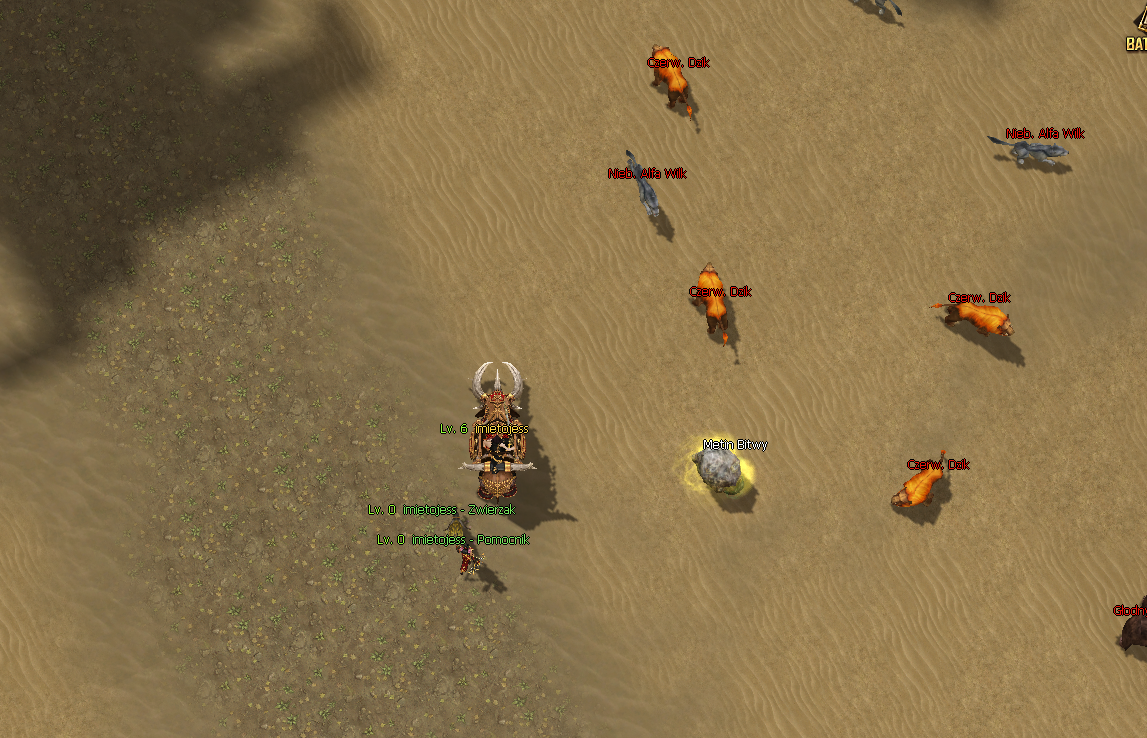 BAT
Czerw. Dzik
Nieb. Alfa Wilk
Nieb. Alfa Wilk
Czerw. Dzik
Czerw. Dzik
Lv. 6 imietojess
Metin Bitwy
Czerw. Dzik
Lv. 0 imietojess - Zwierzak
Lv. 0 imietojess - Pomocnik